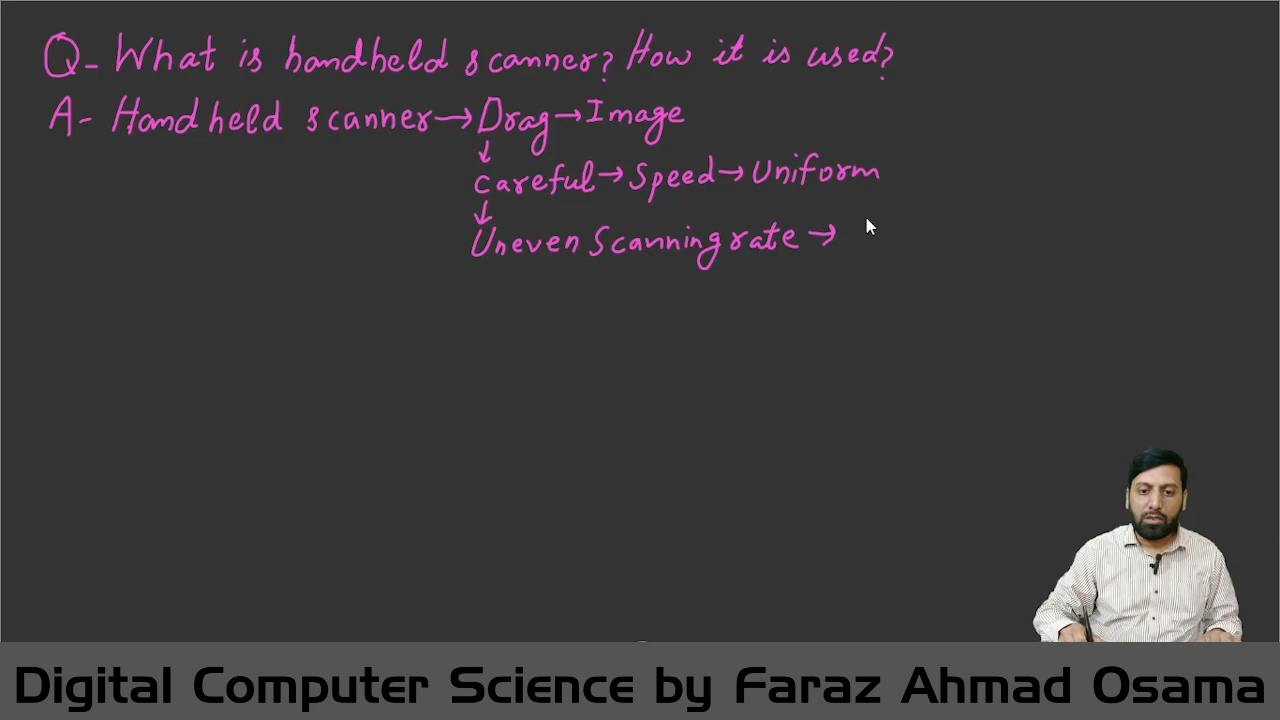 Q- What is handheld scanner? How it is used?
A- Handheld scanner→Drag→Image
↓
Careful→Speed→Uniform
↓
Uneven Scanning rate→
Digital Computer Science by Faraz Ahmad Osama